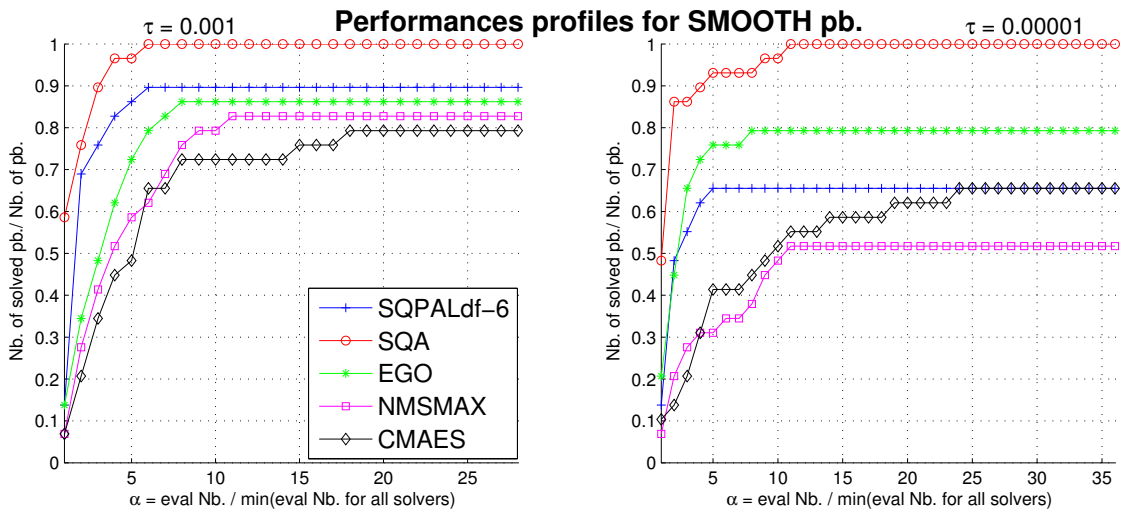 Performances profiles for SMOOTH pb.
τ = 0.001
Nb. of solved pb./ Nb. of pb.
1
0.9
0.8
0.7
0.6
0.5
0.4
0.3
0.2
0.1
0
5
10
15
20
25
α = eval Nb. / min(eval Nb. for all solvers)
SQPALdf−6
SQA
EGO
NMSMAX
CMAES
τ = 0.00001
Nb. of solved pb./ Nb. of pb.
1
0.9
0.8
0.7
0.6
0.5
0.4
0.3
0.2
0.1
0
5
10
15
20
25
30
35
α = eval Nb. / min(eval Nb. for all solvers)